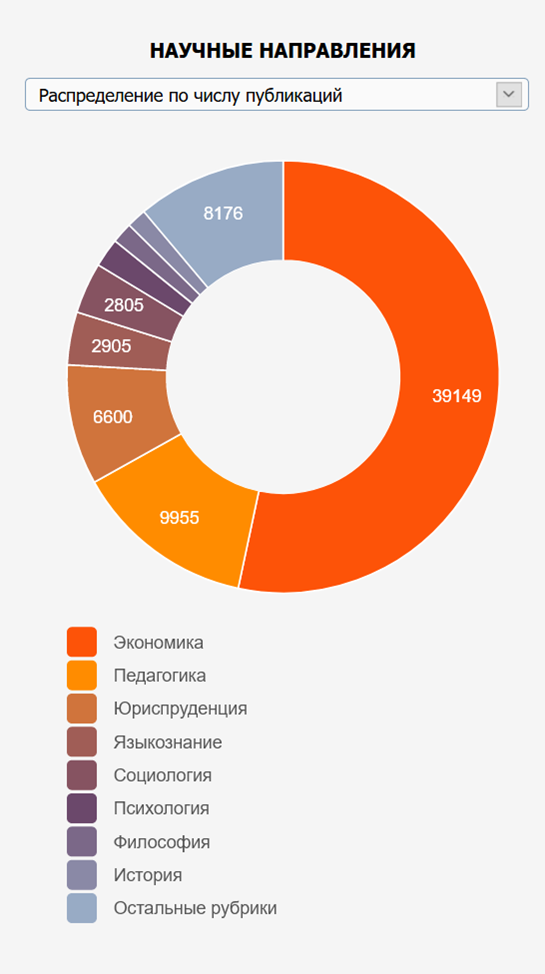 НАУЧНЫЕ НАПРАВЛЕНИЯ
Распределение по числу публикаций
8176
2805
2905
39149
6600
9955
Экономика
Педагогика
Юриспруденция
Языкознание
Социология
Психология
Философия
История
Остальные рубрики